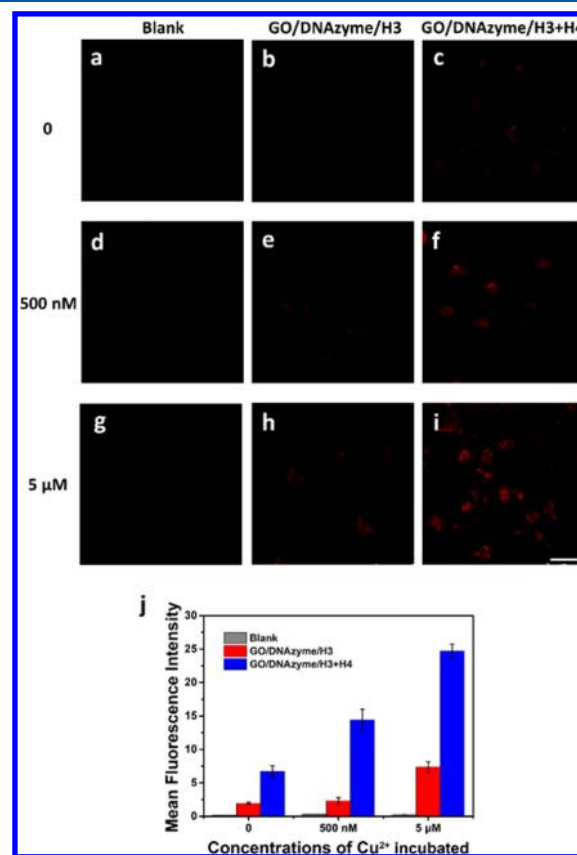 Blank GO/DNAzyme/H3 GO/DNAzyme/H3+H4
a b c
0
d e f
500 nM
g h i
5 μM
j
30
25
20
15
10
5
0
Mean Fluorescence Intensity
Blank
GO/DNAzyme/H3
GO/DNAzyme/H3+H4
0 500 nM 5 μM
Concentrations of Cu²⁺ incubated